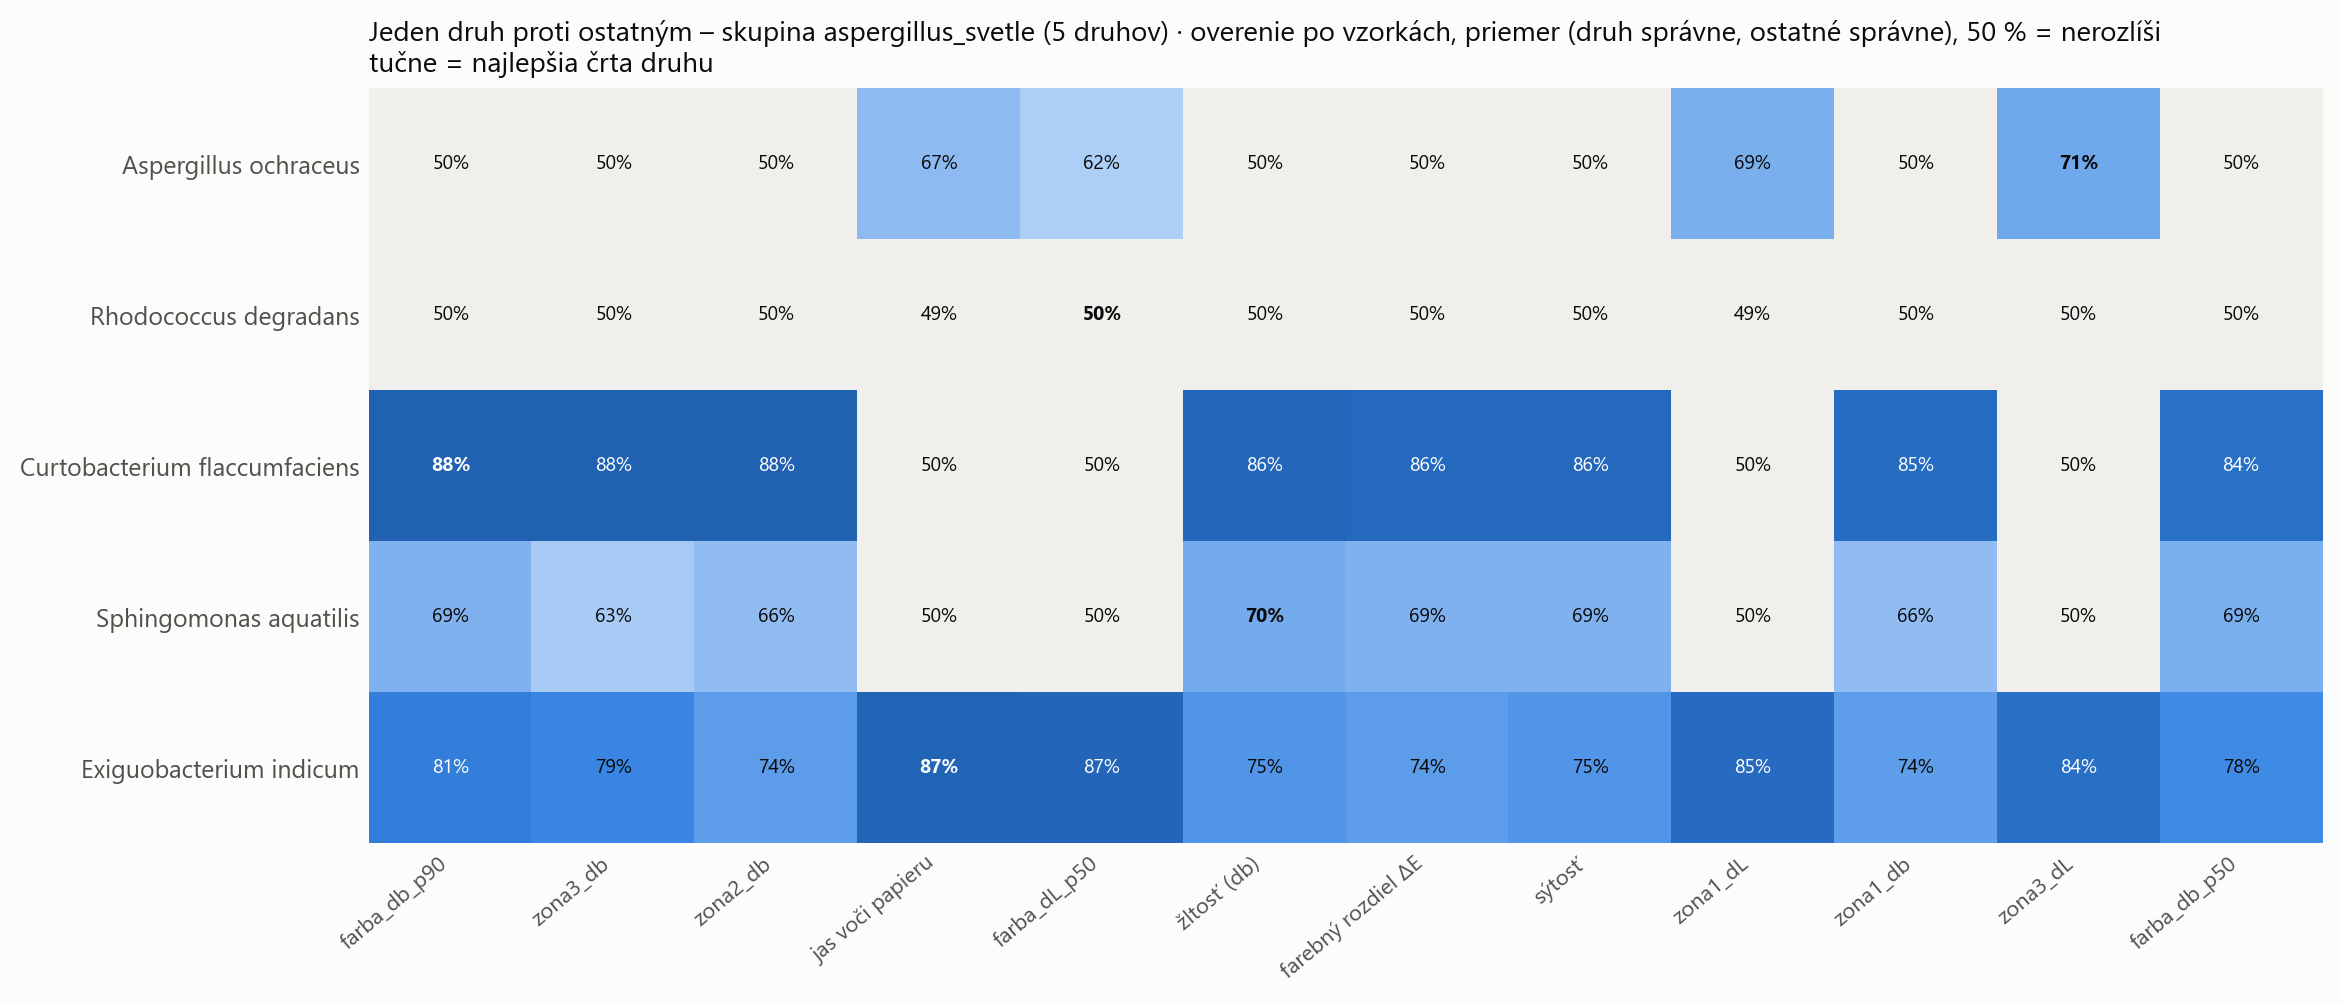 Jeden druh proti ostatným – skupina aspergillus_svetle (5 druhov) · overenie po vzorkách, priemer (druh správne, ostatné správne), 50 % = nerozlíši
tučne = najlepšia črta druhu
Aspergillus ochraceus 50% 50% 50% 67% 62% 50% 50% 50% 69% 50% 71% 50%
Rhodococcus degradans 50% 50% 50% 49% 50% 50% 50% 50% 49% 50% 50% 50%
Curtobacterium flaccumfaciens 88% 88% 88% 50% 50% 86% 86% 86% 50% 85% 50% 84%
Sphingomonas aquatilis 69% 63% 66% 50% 50% 70% 69% 69% 50% 66% 50% 69%
Exiguobacterium indicum 81% 79% 74% 87% 87% 75% 74% 75% 85% 74% 84% 78%
farba_db_p90
zona3_db
zona2_db
jas voči papieru
farba_dL_p50
žltosť (db)
farebný rozdiel ΔE
sýtosť
zona1_dL
zona1_db
zona3_dL
farba_db_p50